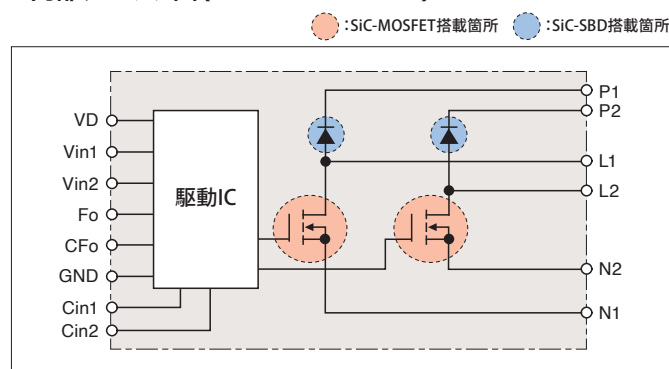 :SiC-MOSFET搭載箇所 :SiC-SBD搭載箇所
P1
P2
VD
Vin1
L1
Vin2
L2
駆動IC
Fo
CFo
GND
N2
Cin1
N1
Cin2